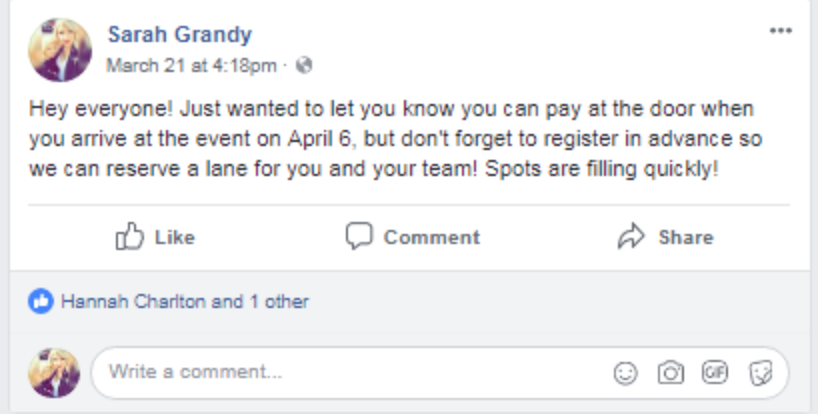 Sarah Grandy
March 21 at 4:18pm ·
Hey everyone! Just wanted to let you know you can pay at the door when
you arrive at the event on April 6, but don't forget to register in advance so
we can reserve a lane for you and your team! Spots are filling quickly!
Like Comment Share
Hannah Charlton and 1 other
Write a comment... GIF